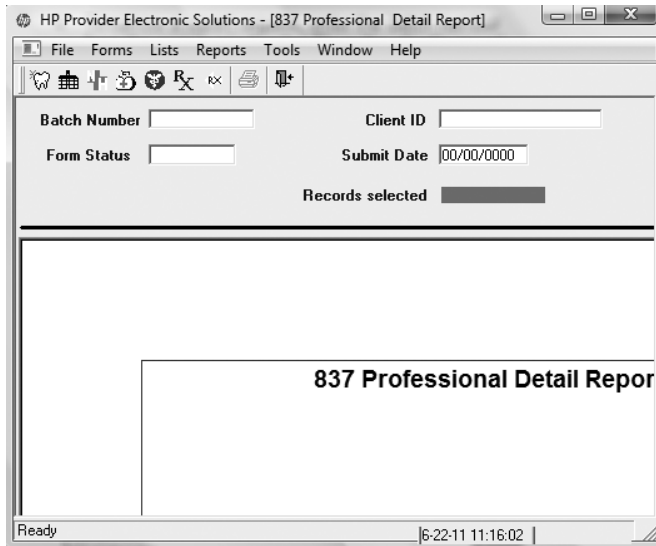 HP Provider Electronic Solutions - [837 Professional Detail Report]
File Forms Lists Reports Tools Window Help
Rx RX
Batch Number Client ID
Form Status Submit Date 00/00/0000
Records selected
837 Professional Detail Repor
Ready 6-22-11 11:16:02